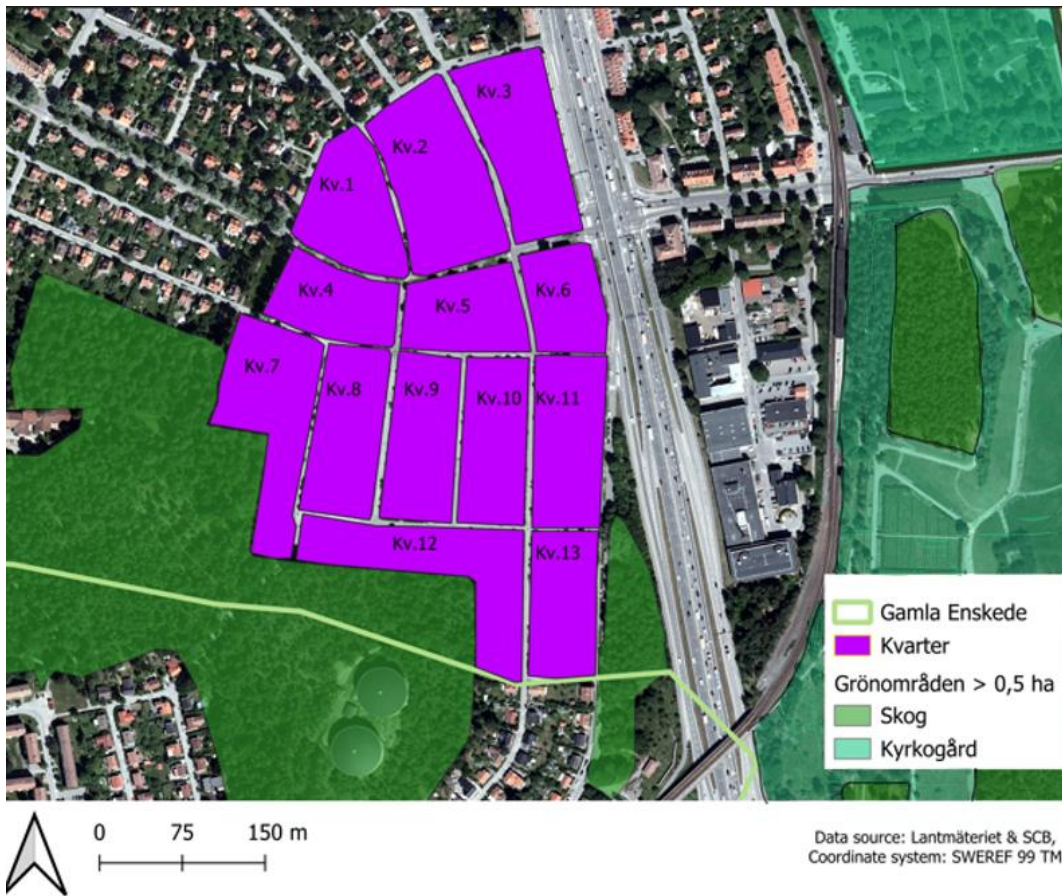 Kv.3
Kv.2
Kv.1
Kv.4
Kv.5
Kv.6
Kv.7
Kv.8
Kv.9
Kv.10
Kv.11
Kv.12
Kv.13
Gamla Enskede
Kvarter
Grönområden > 0,5 ha
Skog
Kyrkogård
0 75 150 m
Data source: Lantmäteriet & SCB,
Coordinate system: SWEREF 99 TM